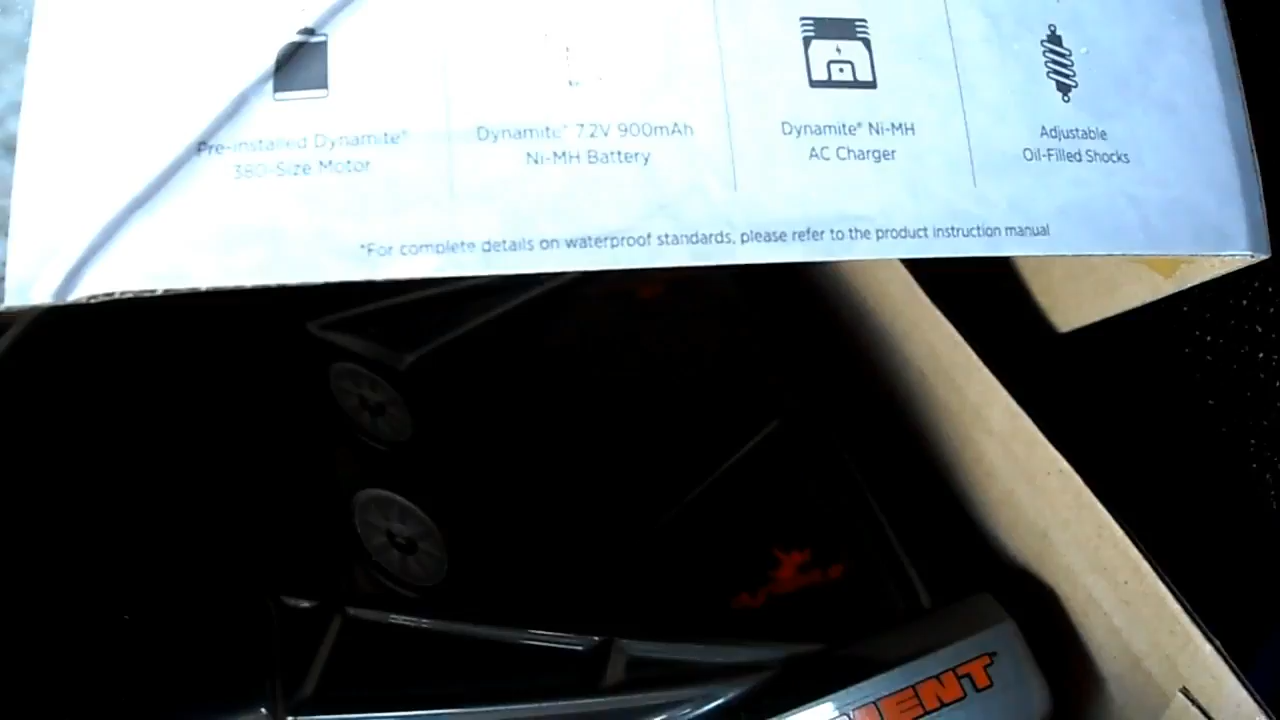 Pre-installed Dynamite®
380-Size Motor
Dynamite® 7.2V 900mAh
Ni-MH Battery
Dynamite® Ni-MH
AC Charger
Adjustable
Oil-Filled Shocks
*For complete details on waterproof standards, please refer to the product instruction manual